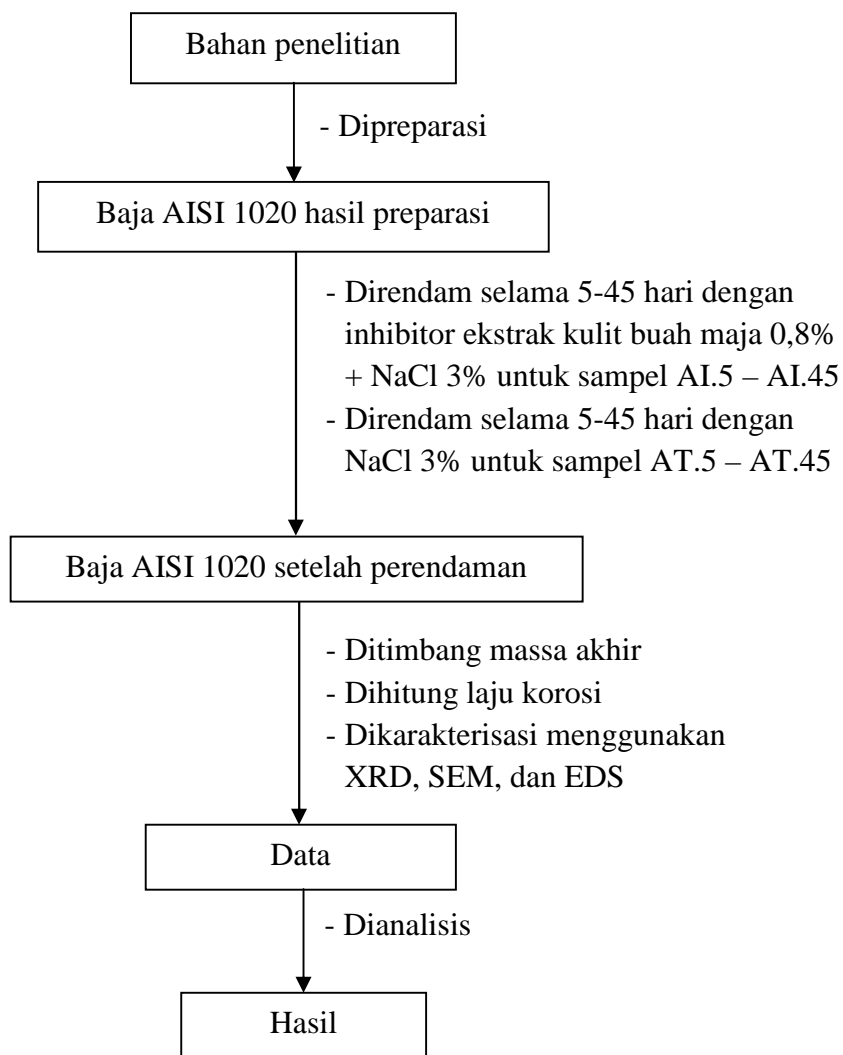 Bahan penelitian
- Dipreparasi
Baja AISI 1020 hasil preparasi
- Direndam selama 5-45 hari dengan
inhibitor ekstrak kulit buah maja 0,8%
+ NaCl 3% untuk sampel AI.5 – AI.45
- Direndam selama 5-45 hari dengan
NaCl 3% untuk sampel AT.5 – AT.45
Baja AISI 1020 setelah perendaman
- Ditimbang massa akhir
- Dihitung laju korosi
- Dikarakterisasi menggunakan
XRD, SEM, dan EDS
Data
- Dianalisis
Hasil